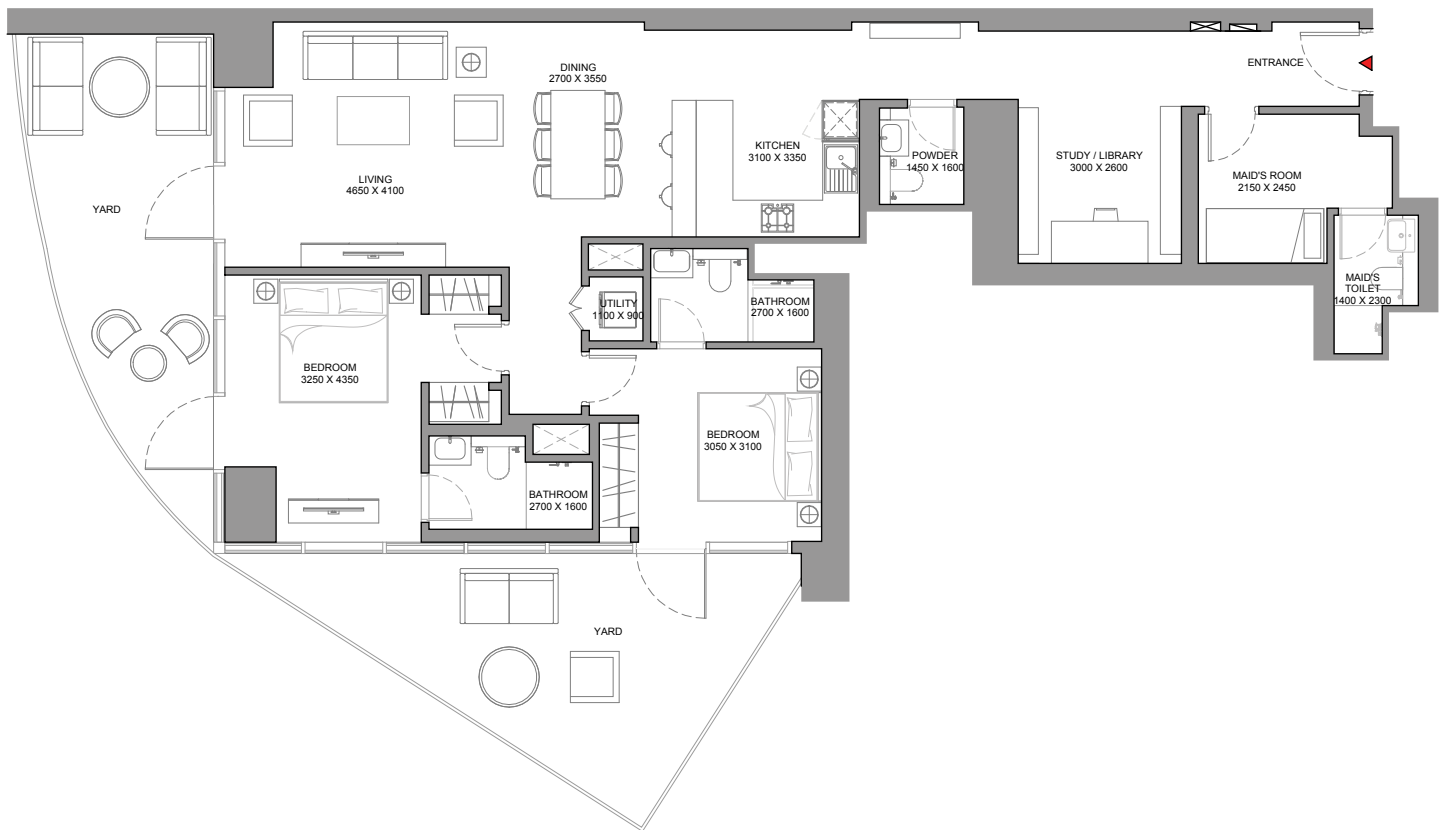 ENTRANCE
DINING
2700 X 3550
KITCHEN
3100 X 3350
POWDER
1450 X 1600
STUDY / LIBRARY
3000 X 2600
MAID'S ROOM
2150 X 2450
LIVING
4650 X 4100
YARD
MAID'S
TOILET
1400 X 2300
UTILITY
1100 X 900
BATHROOM
2700 X 1600
BEDROOM
3250 X 4350
BEDROOM
3050 X 3100
BATHROOM
2700 X 1600
YARD